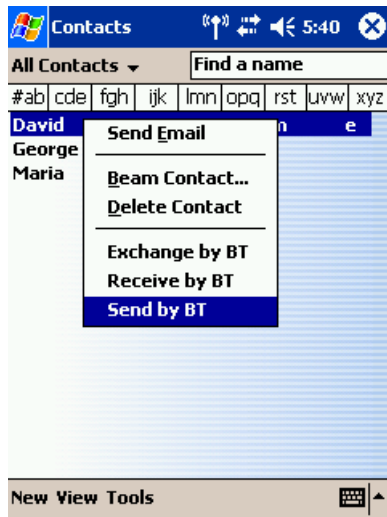 Contacts 5:40
All Contacts Find a name
#ab cde fgh ijk lmn opq rst uvw xyz
David e
George
Maria
Send Email
Beam Contact...
Delete Contact
Exchange by BT
Receive by BT
Send by BT
New View Tools